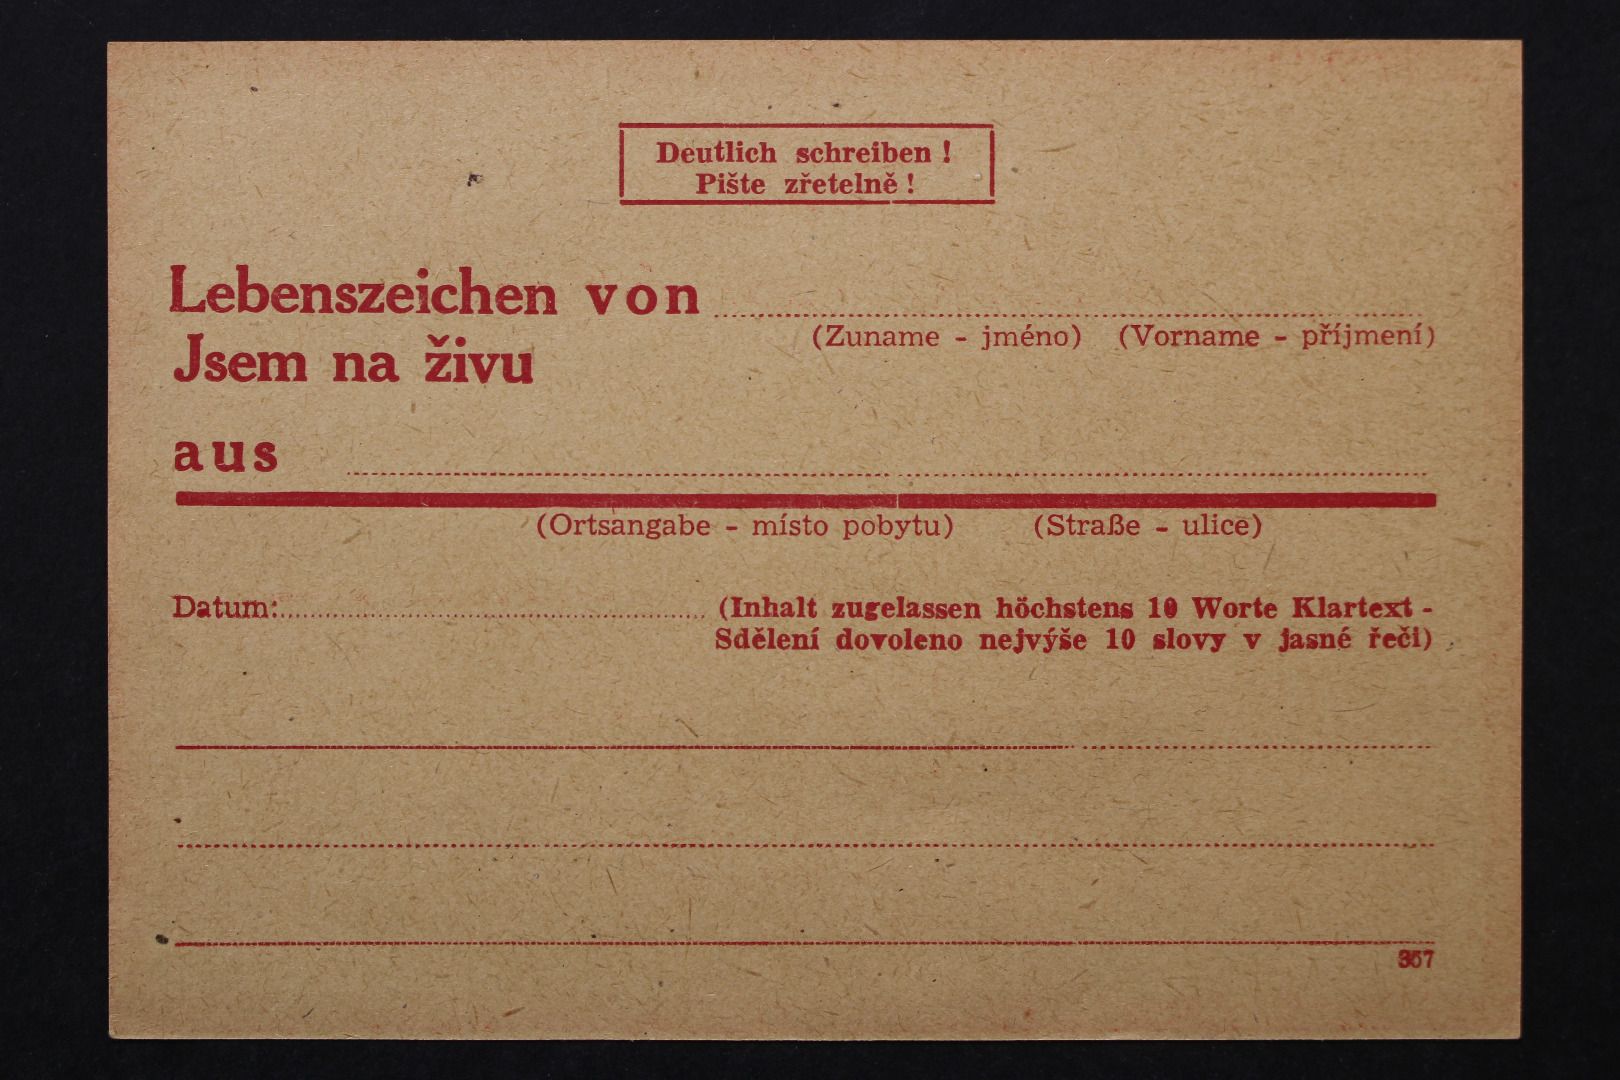 Deutlich schreiben !
Pište zřetelně !
Lebenszeichen von
(Zuname - jméno) (Vorname - příjmení)
Jsem na živu
aus
(Ortsangabe - místo pobytu) (Straße - ulice)
Datum: (Inhalt zugelassen höchstens 10 Worte Klartext -
Sdělení dovoleno nejvýše 10 slovy v jasné řeči)
357